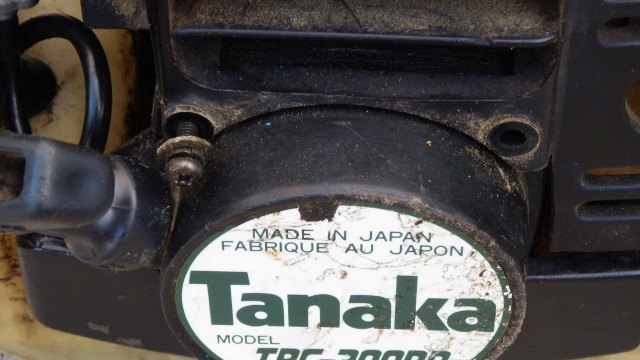 MADE IN JAPAN
FABRIQUE AU JAPON
Tanaka
MODEL